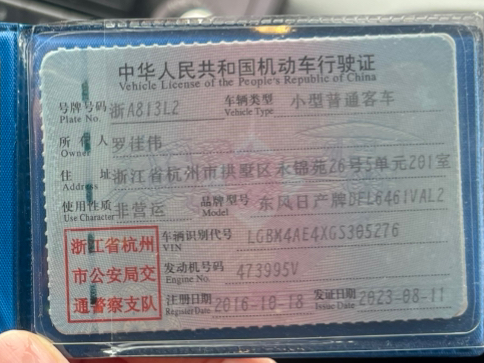 中华人民共和国机动车行驶证
Vehicle License of the People's Republic of China
号牌号码 浙A813L2 车辆类型 小型普通客车
Plate No. Vehicle Type
所有人 罗佳伟
Owner
住址 浙江省杭州市拱墅区永锦苑26号5单元201室
Address
使用性质 非营运 品牌型号 东风日产牌DFL6461VAL2
Use Character Model
浙江省杭州 车辆识别代号 LGBM4AE4XGS305276
VIN
市公安局交 发动机号码 473995V
Engine No.
通警察支队 注册日期 2016-10-18 发证日期 2023-08-11
Register Date Issue Date